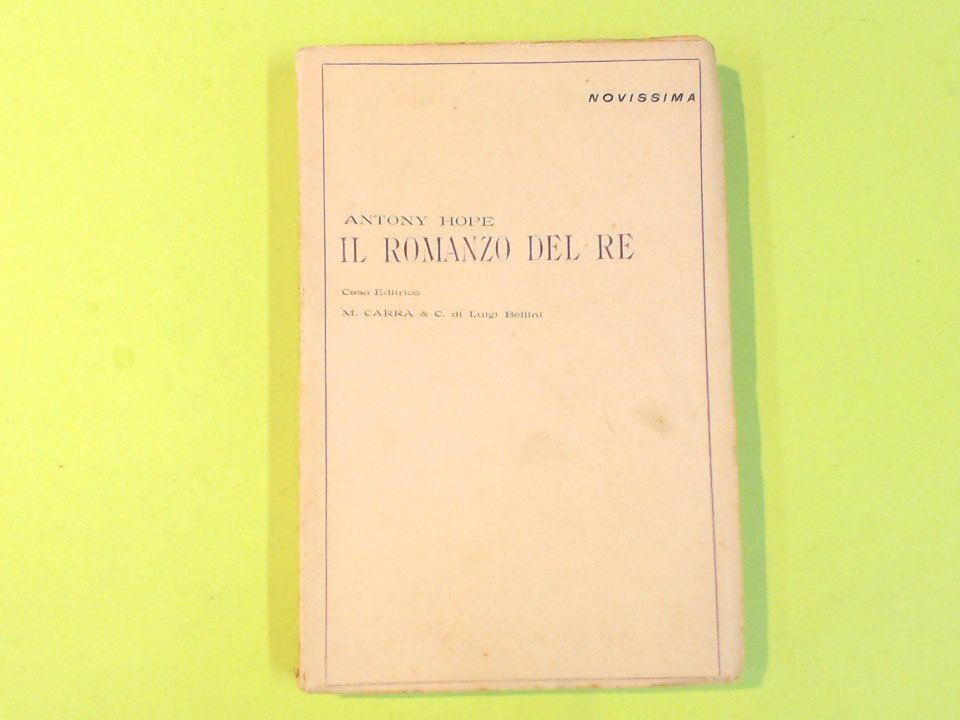 NOVISSIMA
ANTONY HOPE
IL ROMANZO DEL RE
Casa Editrice
M. CARRA & C. di Luigi Bellini